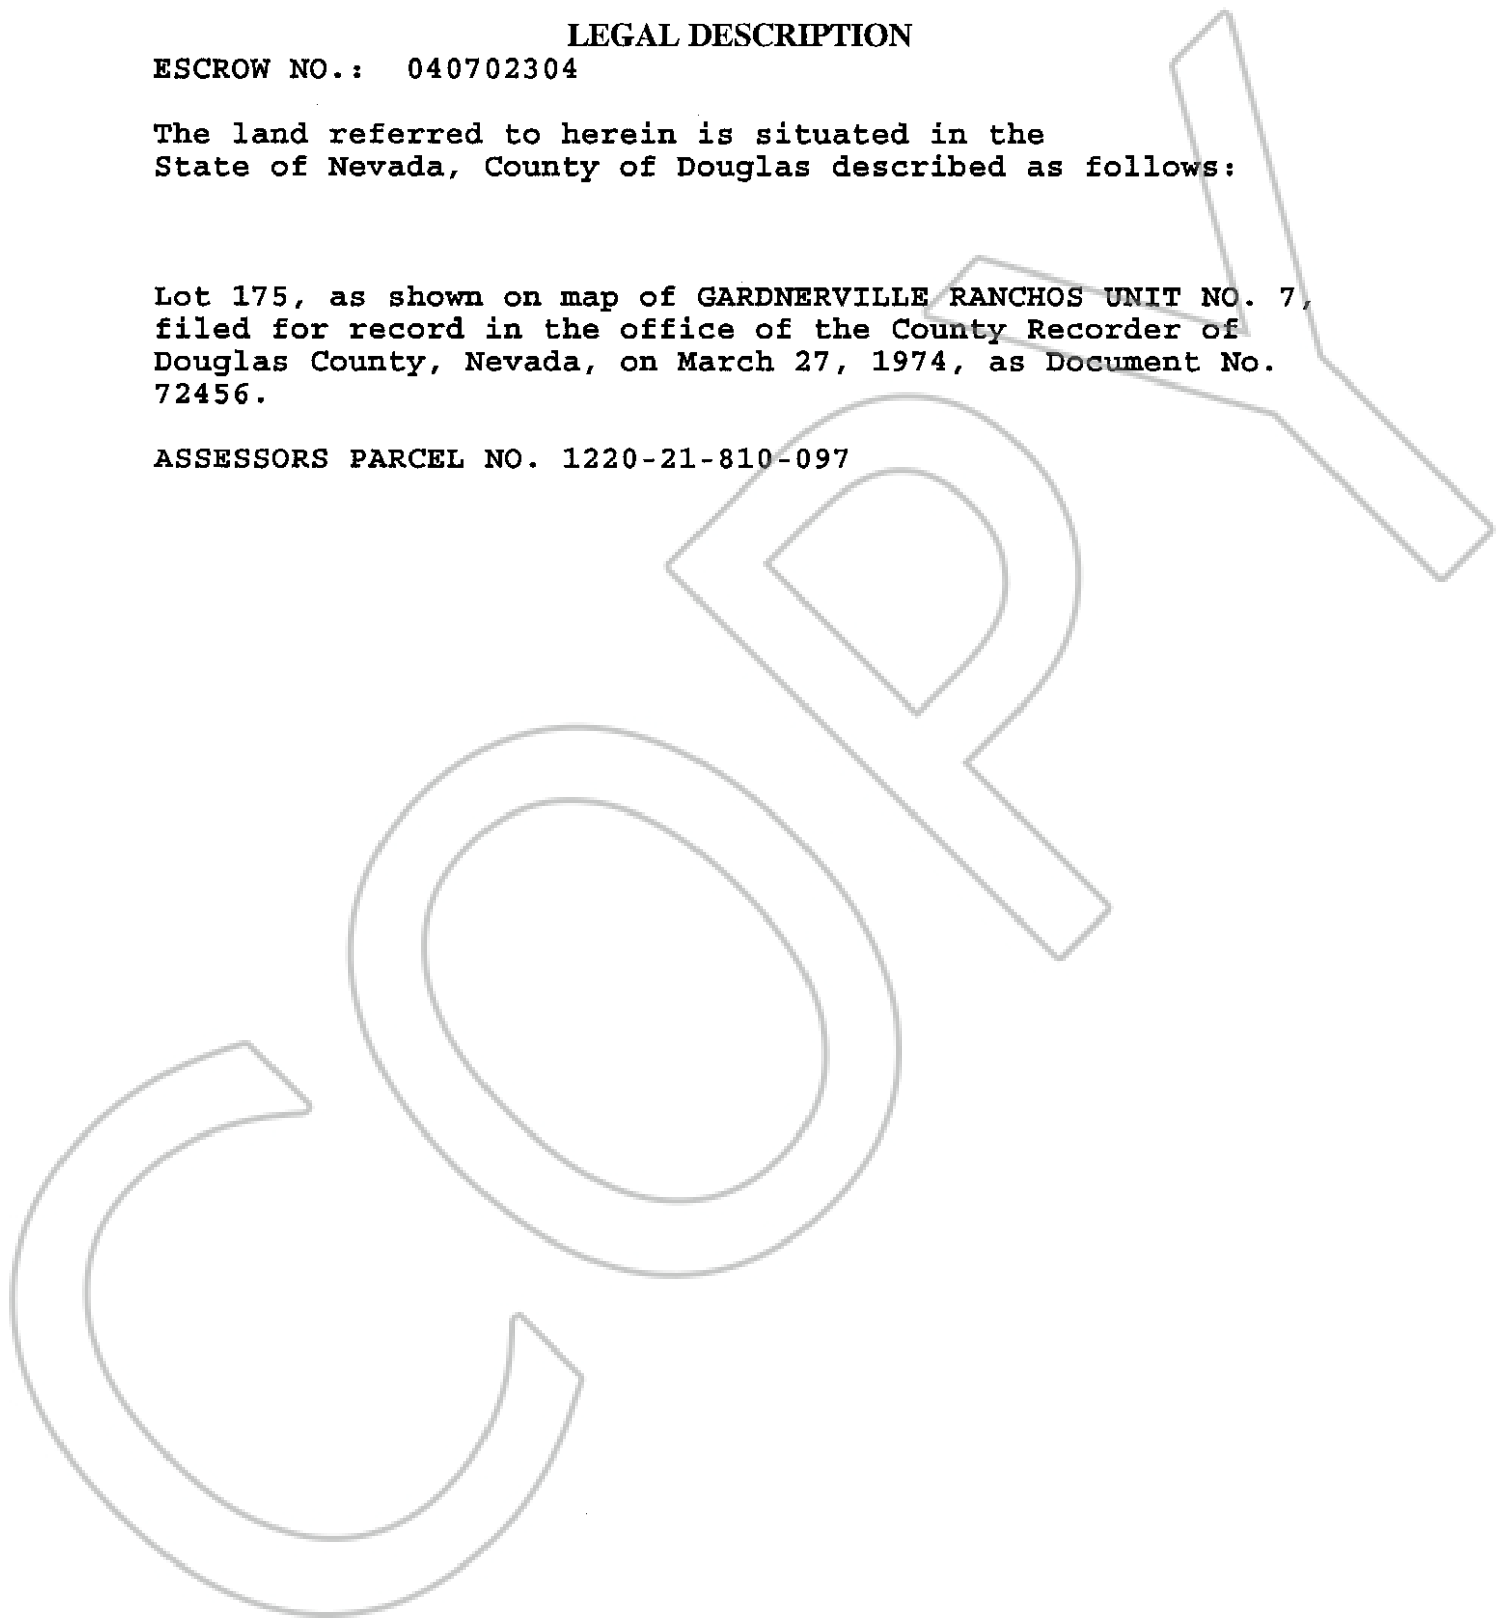 LEGAL DESCRIPTION
ESCROW NO.: 040702304
The land referred to herein is situated in the
State of Nevada, County of Douglas described as follows:
Lot 175, as shown on map of GARDNERVILLE RANCHOS UNIT NO. 7,
filed for record in the office of the County Recorder of
Douglas County, Nevada, on March 27, 1974, as Document No.
72456.
ASSESSORS PARCEL NO. 1220-21-810-097
COPY